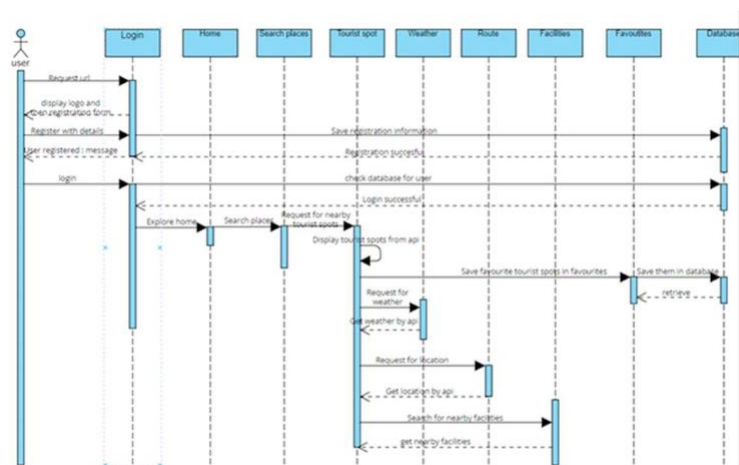 Login
Home
Search places
Tourist spot
Weather
Route
Facilities
Favoutites
Database
user
Request url
display logo and
then registration form
Register with details
Save registration information
User registered : message
Registration succesful
login
check database for user
Login successful
Explore home
Search places
Request for nearby
tourist spots
Display tourist spots from api
Save favourite tourist spots in favourites
Save them in database
retrieve
Request for
weather
Get weather by api
Request for location
Get location by api
Search for nearby facilities
get nearby facilities